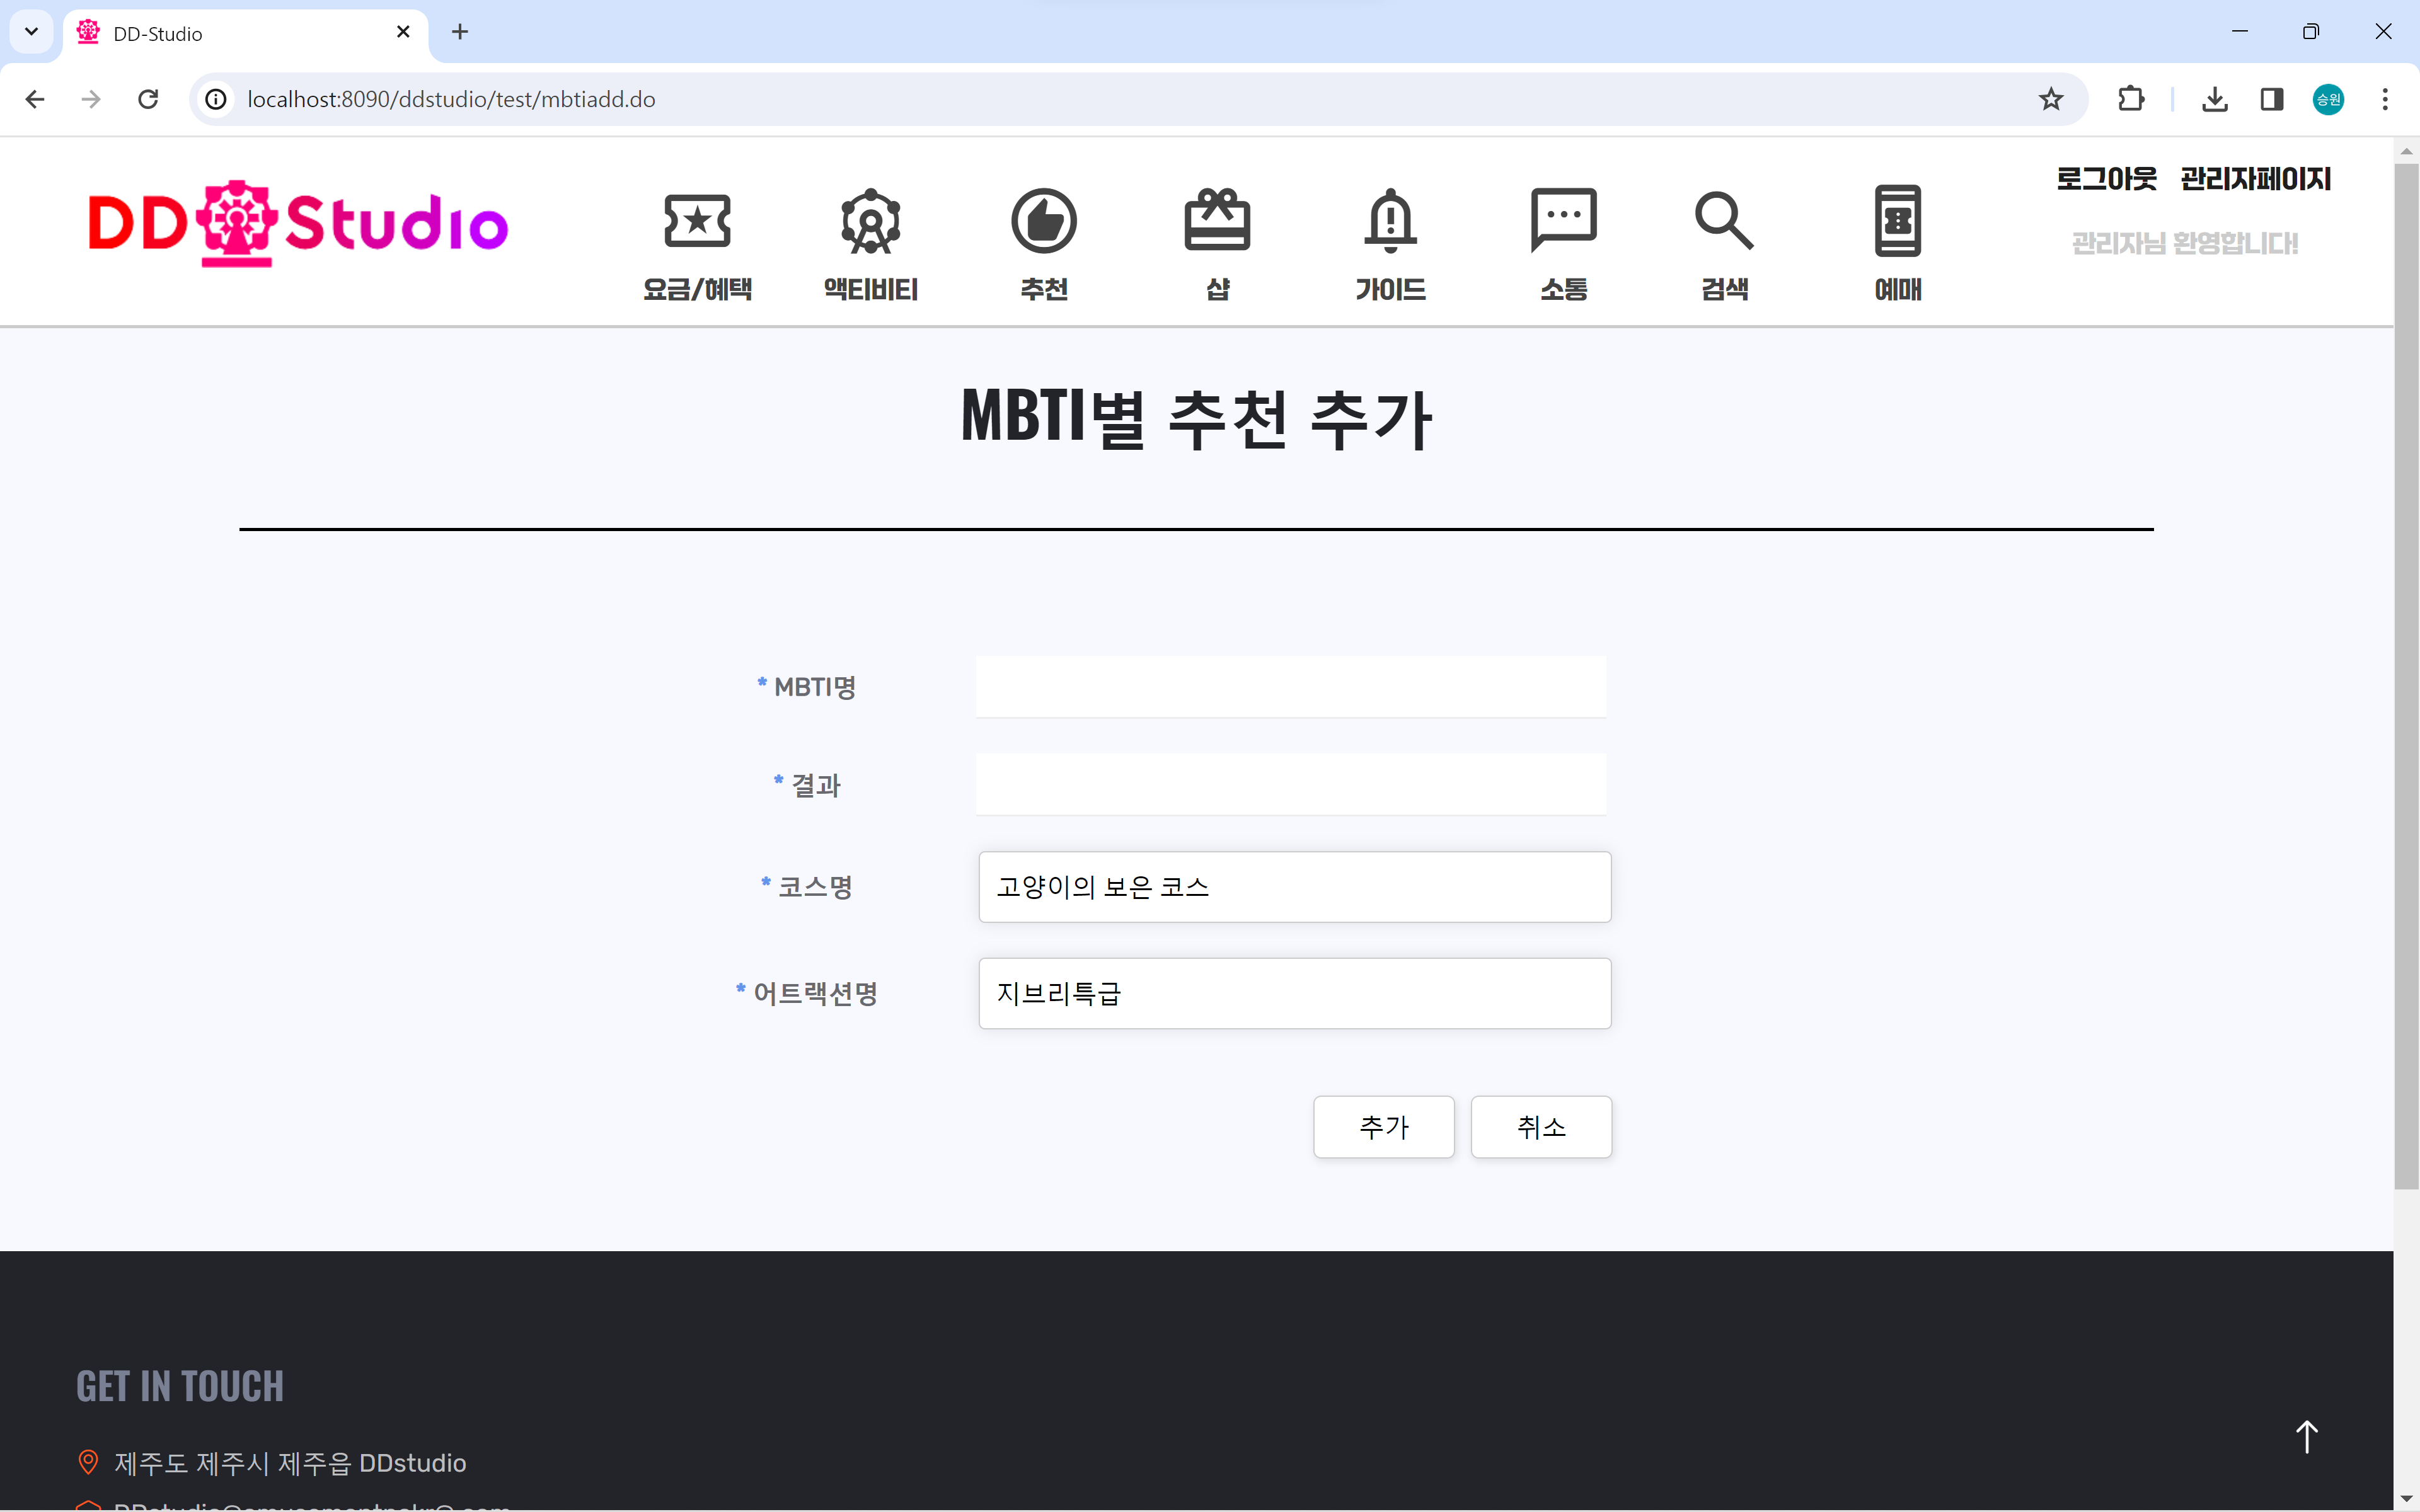 DD-Studio
localhost:8090/ddstudio/test/mbtiadd.do
승원
DD Studio
요금/혜택
액티비티
추천
샵
가이드
소통
검색
예매
로그아웃 관리자페이지
관리자님 환영합니다!
MBTI별 추천 추가
* MBTI명
* 결과
* 코스명
고양이의 보은 코스
* 어트랙션명
지브리특급
추가
취소
GET IN TOUCH
제주도 제주시 제주읍 DDstudio